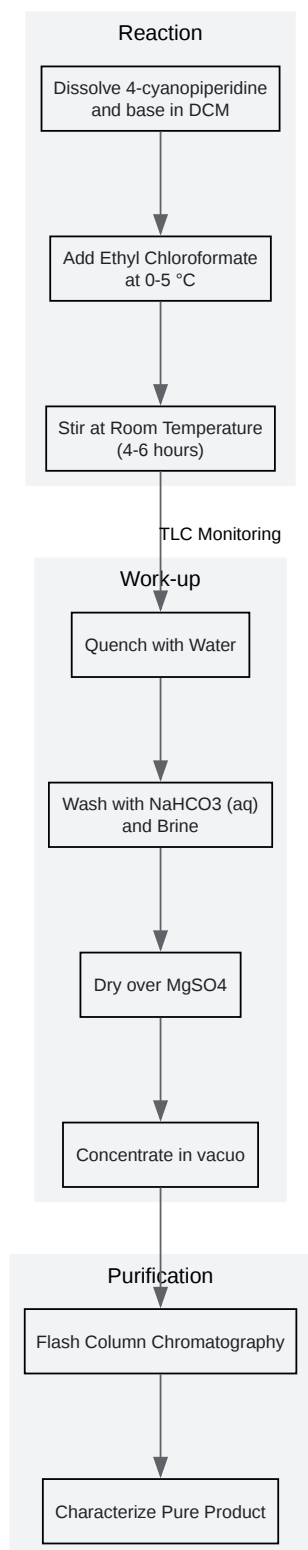 Reaction
Dissolve 4-cyanopiperidine
and base in DCM
Add Ethyl Chloroformate
at 0-5 °C
Stir at Room Temperature
(4-6 hours)
TLC Monitoring
Work-up
Quench with Water
Wash with NaHCO3 (aq)
and Brine
Dry over MgSO4
Concentrate in vacuo
Purification
Flash Column Chromatography
Characterize Pure Product